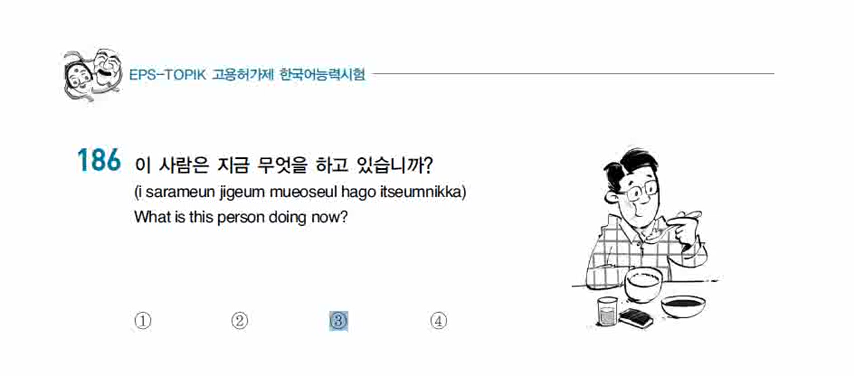 EPS-TOPIK 고용허가제 한국어능력시험
186 이 사람은 지금 무엇을 하고 있습니까?
(i sarameun jigeum mueoseul hago itseumnikka)
What is this person doing now?
① ② ③ ④